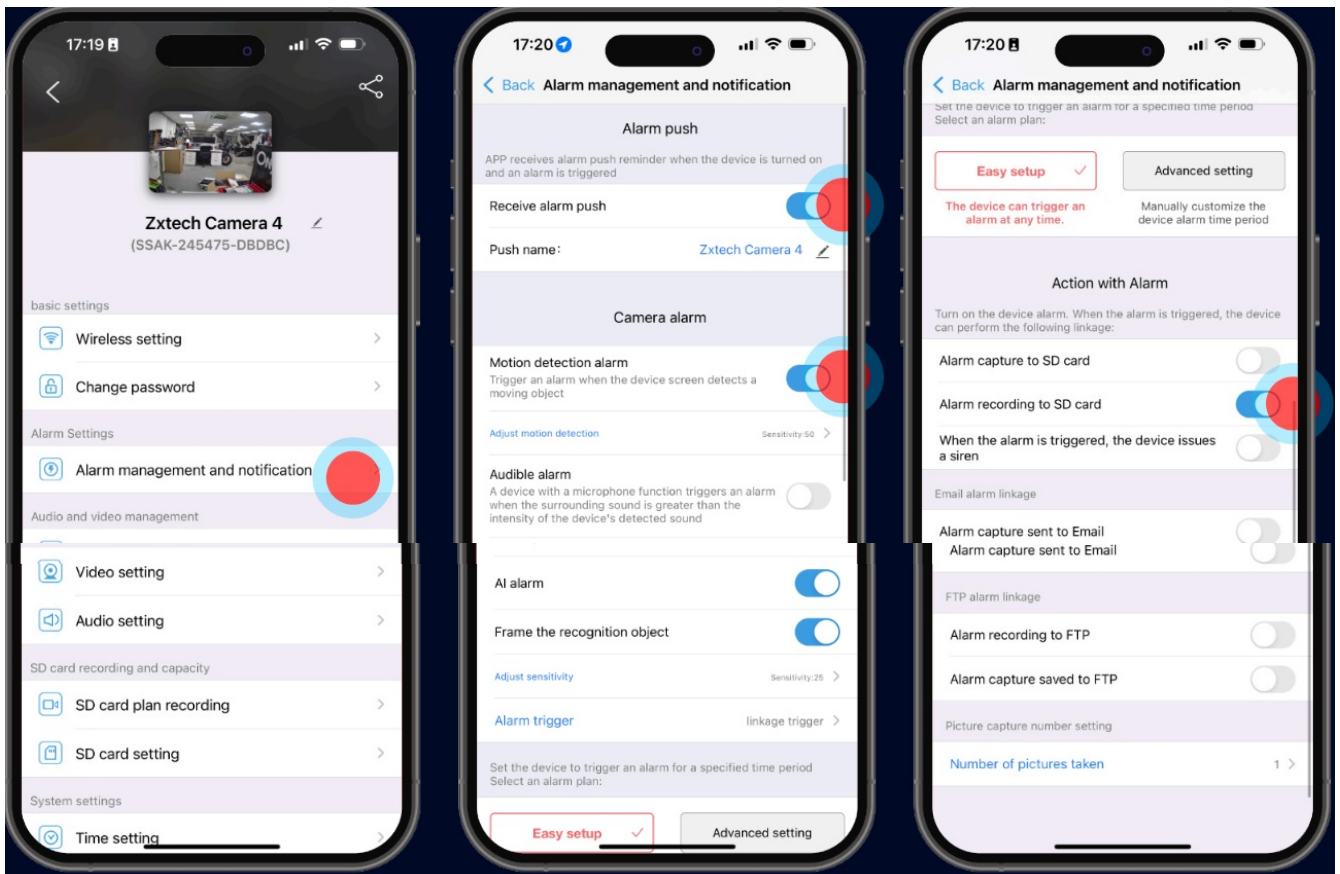 17:19
Zxtech Camera 4
(SSAK-245475-DBDBC)
basic settings
Wireless setting
Change password
Alarm Settings
Alarm management and notification
Audio and video management
Video setting
Audio setting
SD card recording and capacity
SD card plan recording
SD card setting
System settings
Time setting
17:20
Back Alarm management and notification
Alarm push
APP receives alarm push reminder when the device is turned on
and an alarm is triggered
Receive alarm push
Push name: Zxtech Camera 4
Camera alarm
Motion detection alarm
Trigger an alarm when the device screen detects a
moving object
Adjust motion detection Sensitivity:50
Audible alarm
A device with a microphone function triggers an alarm
when the surrounding sound is greater than the
intensity of the device's detected sound
AI alarm
Frame the recognition object
Adjust sensitivity Sensitivity:25
Alarm trigger linkage trigger
Set the device to trigger an alarm for a specified time period
Select an alarm plan:
Easy setup Advanced setting
17:20
Back Alarm management and notification
Set the device to trigger an alarm for a specified time period
Select an alarm plan:
Easy setup Advanced setting
The device can trigger an Manually customize the
alarm at any time. device alarm time period
Action with Alarm
Turn on the device alarm. When the alarm is triggered, the device
can perform the following linkage:
Alarm capture to SD card
Alarm recording to SD card
When the alarm is triggered, the device issues
a siren
Email alarm linkage
Alarm capture sent to Email
Alarm capture sent to Email
FTP alarm linkage
Alarm recording to FTP
Alarm capture saved to FTP
Picture capture number setting
Number of pictures taken 1